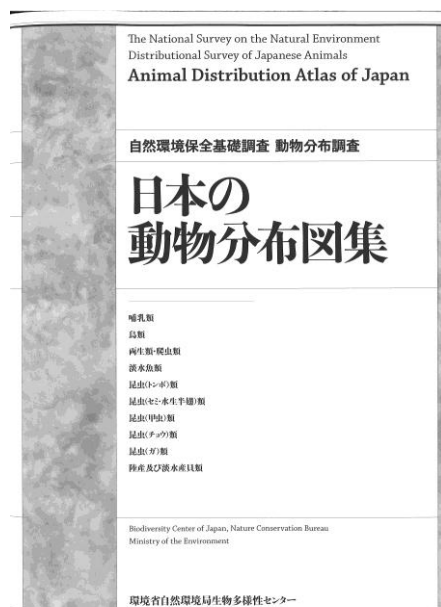 The National Survey on the Natural Environment
Distributional Survey of Japanese Animals
Animal Distribution Atlas of Japan
自然環境保全基礎調査 動物分布調査
日本の
動物分布図集
哺乳類
鳥類
両生類・爬虫類
淡水魚類
昆虫(トンボ)類
昆虫(セミ・水生半翅)類
昆虫(甲虫)類
昆虫(チョウ)類
昆虫(ガ)類
陸産及び淡水産貝類
Biodiversity Center of Japan, Nature Conservation Bureau
Ministry of the Environment
環境省自然環境局生物多様性センター